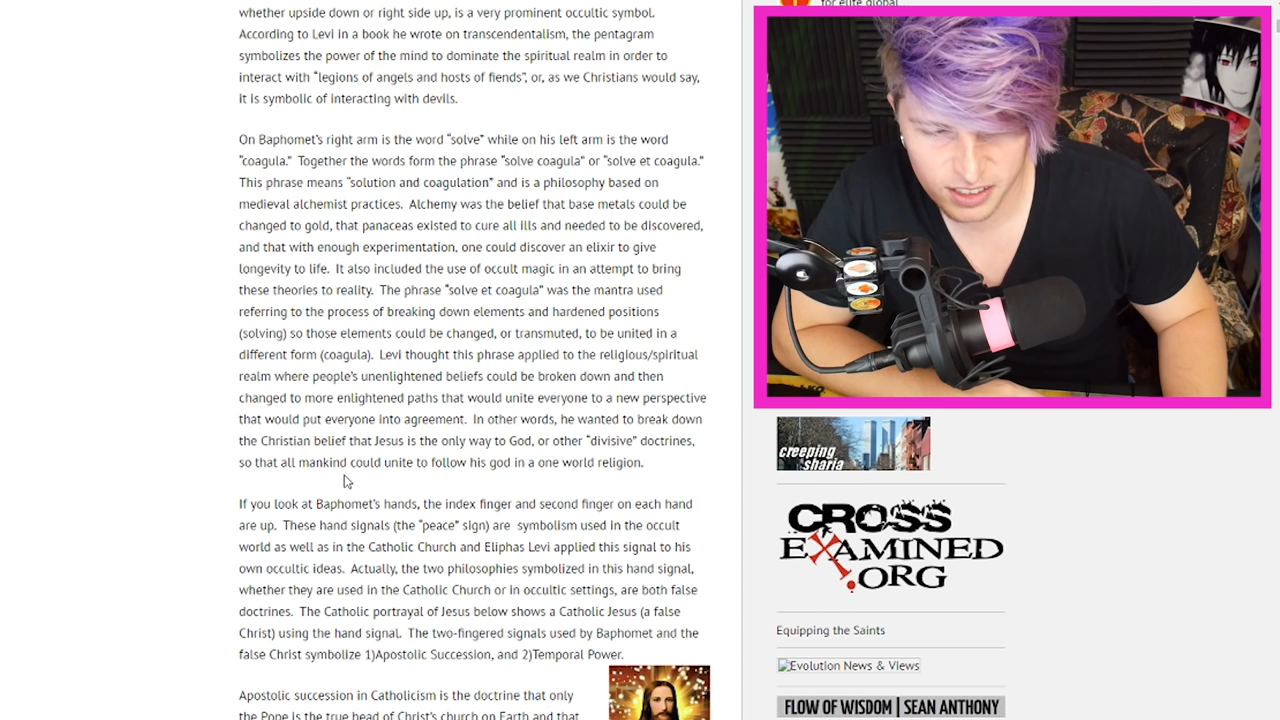 whether upside down or right side up, is a very prominent occultic symbol.
According to Levi in a book he wrote on transcendentalism, the pentagram
symbolizes the power of the mind to dominate the spiritual realm in order to
interact with “legions of angels and hosts of fiends”, or, as we Christians would say,
it is symbolic of interacting with devils.
On Baphomet’s right arm is the word “solve” while on his left arm is the word
“coagula.”  Together the words form the phrase “solve coagula” or “solve et coagula.”
This phrase means “solution and coagulation” and is a philosophy based on
medieval alchemist practices.  Alchemy was the belief that base metals could be
changed to gold, that panaceas existed to cure all ills and needed to be discovered,
and that with enough experimentation, one could discover an elixir to give
longevity to life.  It also included the use of occult magic in an attempt to bring
these theories to reality.  The phrase “solve et coagula” was the mantra used
referring to the process of breaking down elements and hardened positions
(solving) so those elements could be changed, or transmuted, to be united in a
different form (coagula).  Levi thought this phrase applied to the religious/spiritual
realm where people’s unenlightened beliefs could be broken down and then
changed to more enlightened paths that would unite everyone to a new perspective
that would put everyone into agreement.  In other words, he wanted to break down
the Christian belief that Jesus is the only way to God, or other “divisive” doctrines,
so that all mankind could unite to follow his god in a one world religion.
If you look at Baphomet’s hands, the index finger and second finger on each hand
are up.  These hand signals (the “peace” sign) are  symbolism used in the occult
world as well as in the Catholic Church and Eliphas Levi applied this signal to his
own occultic ideas.  Actually, the two philosophies symbolized in this hand signal,
whether they are used in the Catholic Church or in occultic settings, are both false
doctrines.  The Catholic portrayal of Jesus below shows a Catholic Jesus (a false
Christ) using the hand signal.  The two-fingered signals used by Baphomet and the
false Christ symbolize 1)Apostolic Succession, and 2)Temporal Power.
Apostolic succession in Catholicism is the doctrine that only
the Pope is the true head of Christ’s church on Earth and that
for elite global
creeping
sharia
CROSS
EXAMINED
.ORG
Equipping the Saints
Evolution News & Views
FLOW OF WISDOM | SEAN ANTHONY